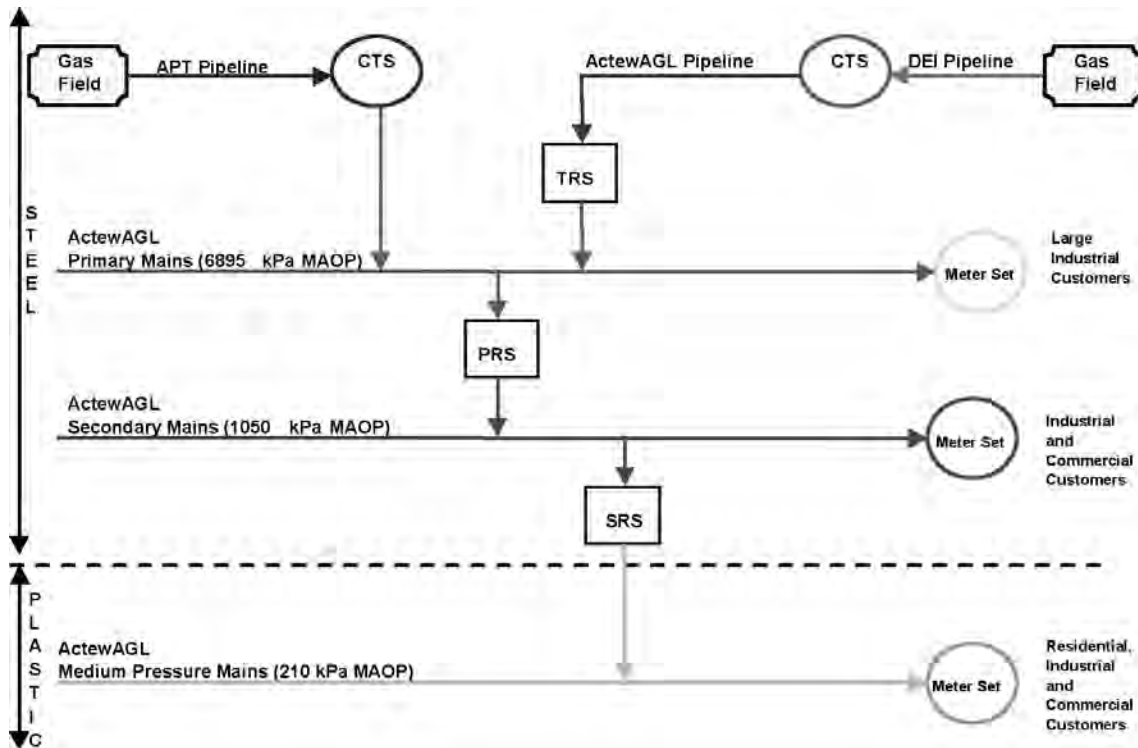 Gas
Field
APT Pipeline
CTS
ActewAGL Pipeline
CTS
DEI Pipeline
Gas
Field
TRS
STEEL
ActewAGL
Primary Mains (6895 kPa MAOP)
Meter Set
Large
Industrial
Customers
PRS
ActewAGL
Secondary Mains (1050 kPa MAOP)
Meter Set
Industrial
and
Commercial
Customers
SRS
PLASTIC
ActewAGL
Medium Pressure Mains (210 kPa MAOP)
Meter Set
Residential,
Industrial
and
Commercial
Customers